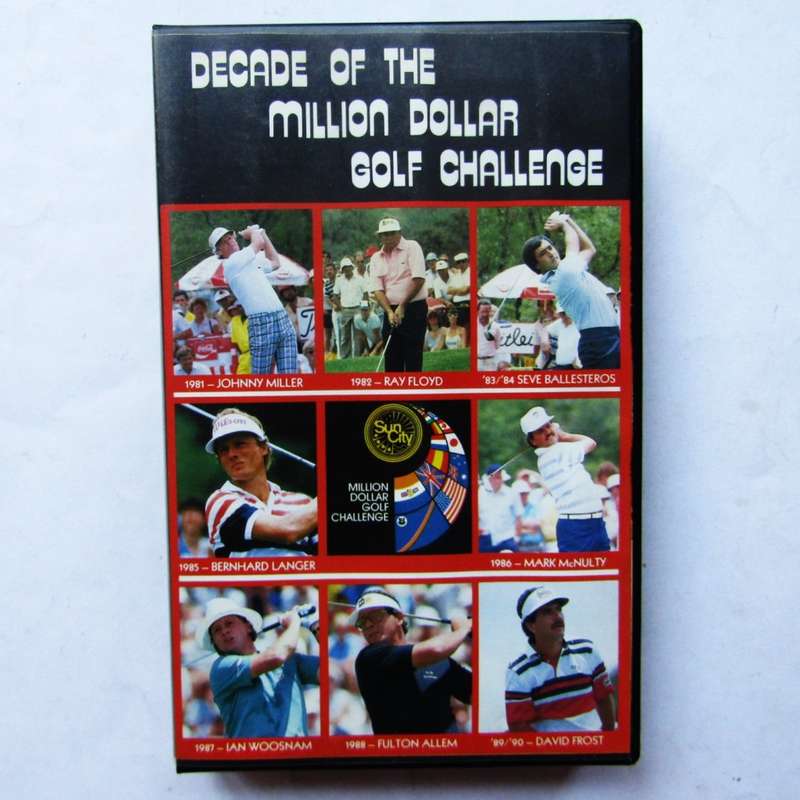 DECADE OF THE
MILLION DOLLAR
GOLF CHALLENGE
1981 – JOHNNY MILLER
1982 – RAY FLOYD
'83/'84 SEVE BALLESTEROS
1985 – BERNHARD LANGER
Sun
City
MILLION
DOLLAR
GOLF
CHALLENGE
1986 – MARK McNULTY
1987 – IAN WOOSNAM
1988 – FULTON ALLEM
'89/'90 – DAVID FROST